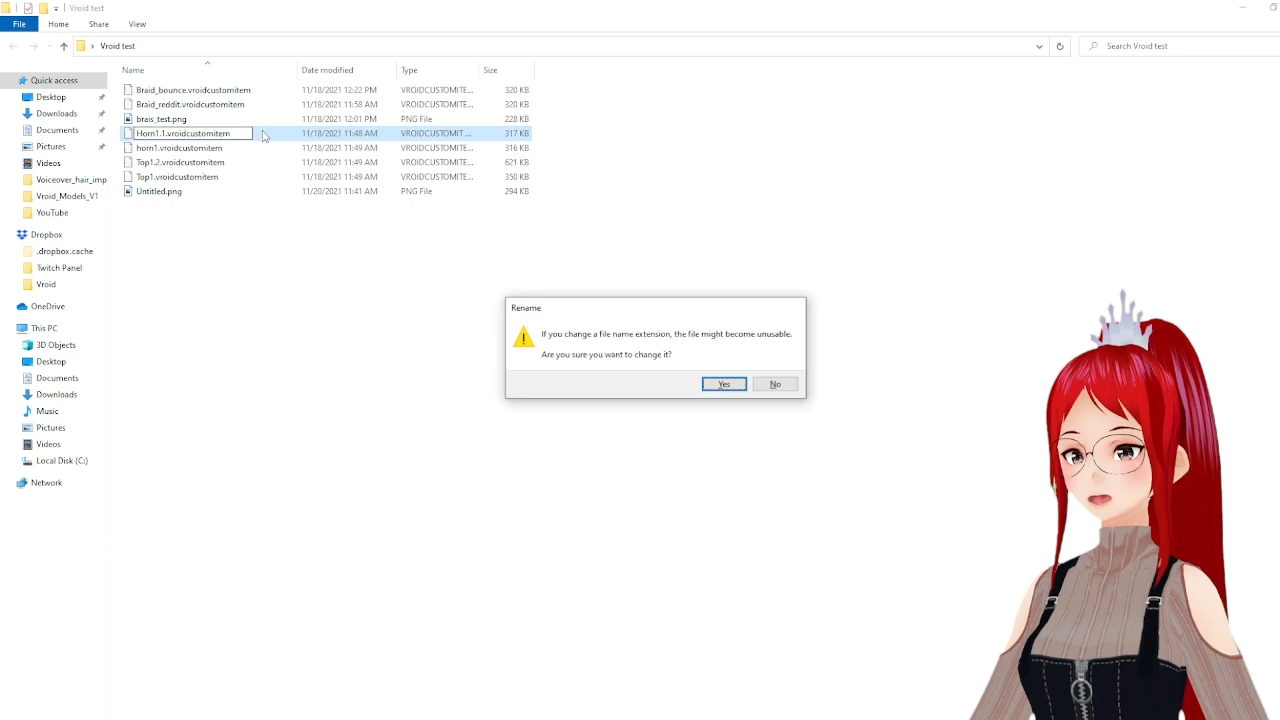 Vroid test
File Home Share View
Vroid test
Search Vroid test
Name Date modified Type Size
Quick access
Desktop
Downloads
Documents
Pictures
Videos
Voiceover_hair_imp
Vroid_Models_V1
YouTube
Dropbox
.dropbox.cache
Twitch Panel
Vroid
OneDrive
This PC
3D Objects
Desktop
Documents
Downloads
Music
Pictures
Videos
Local Disk (C:)
Network
Braid_bounce.vroidcustomitem 11/18/2021 12:22 PM VROIDCUSTOMITE... 320 KB
Braid_reddit.vroidcustomitem 11/18/2021 11:58 AM VROIDCUSTOMITE... 320 KB
brais_test.png 11/18/2021 12:01 PM PNG File 228 KB
Horn1.1.vroidcustomitem 11/18/2021 11:48 AM VROIDCUSTOMIT ... 317 KB
horn1.vroidcustomitem 11/18/2021 11:49 AM VROIDCUSTOMITE... 316 KB
Top1.2.vroidcustomitem 11/18/2021 11:49 AM VROIDCUSTOMITE... 621 KB
Top1.vroidcustomitem 11/18/2021 11:49 AM VROIDCUSTOMITE... 350 KB
Untitled.png 11/20/2021 11:41 AM PNG File 294 KB
Rename
If you change a file name extension, the file might become unusable.
Are you sure you want to change it?
Yes No